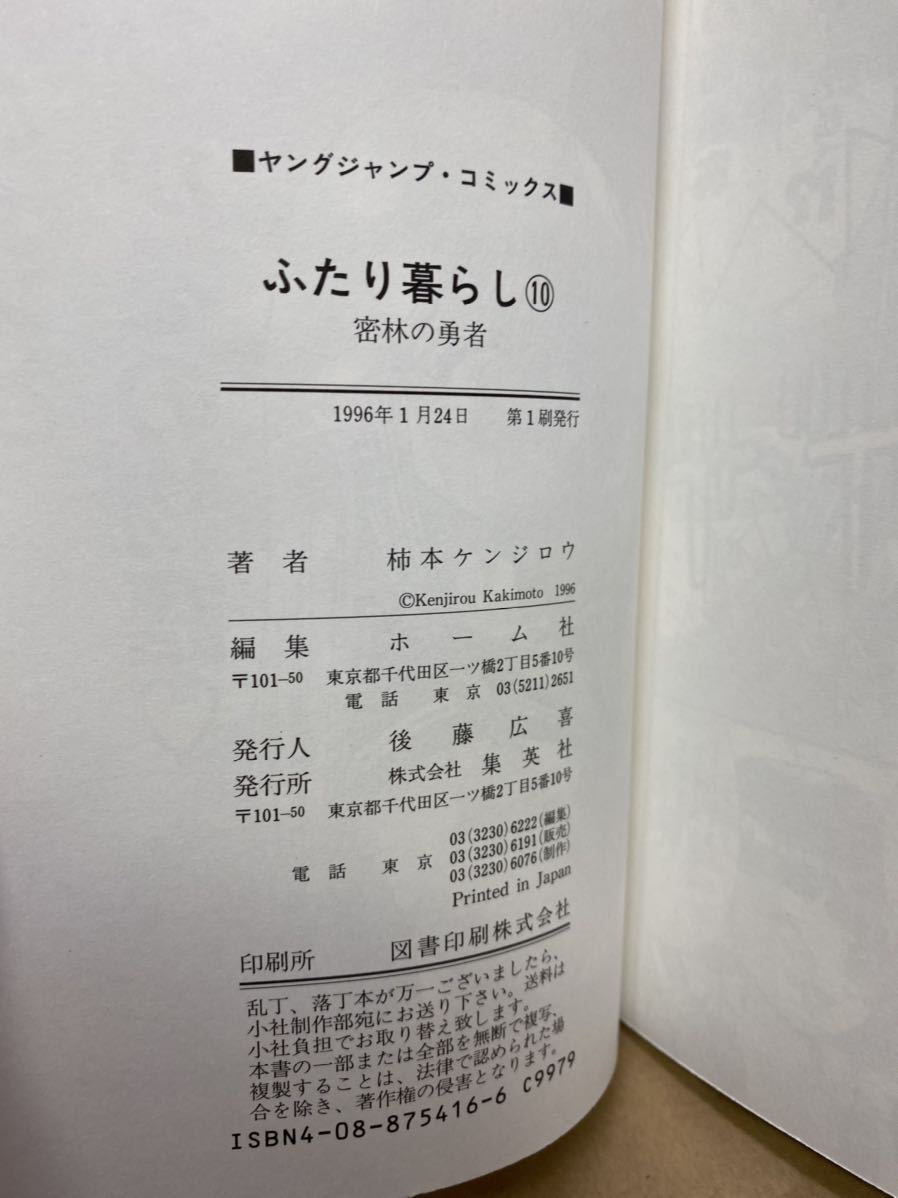 ■ヤングジャンプ・コミックス■
ふたり暮らし⑩
密林の勇者
1996年1月24日 第1刷発行
著者 柿本ケンジロウ
©Kenjirou Kakimoto 1996
編集 ホーム社
〒101-50 東京都千代田区一ツ橋2丁目5番10号
電話 東京 03(5211)2651
発行人 後藤広喜
発行所 株式会社 集英社
〒101-50 東京都千代田区一ツ橋2丁目5番10号
03(3230)6222(編集)
電話 東京 03(3230)6191(販売)
03(3230)6076(制作)
Printed in Japan
印刷所 図書印刷株式会社
乱丁、落丁本が万一ございましたら、
小社制作部宛にお送り下さい。送料は
小社負担でお取り替え致します。
本書の一部または全部を無断で複写、
複製することは、法律で認められた場
合を除き、著作権の侵害となります。
ISBN4-08-875416-6 C9979